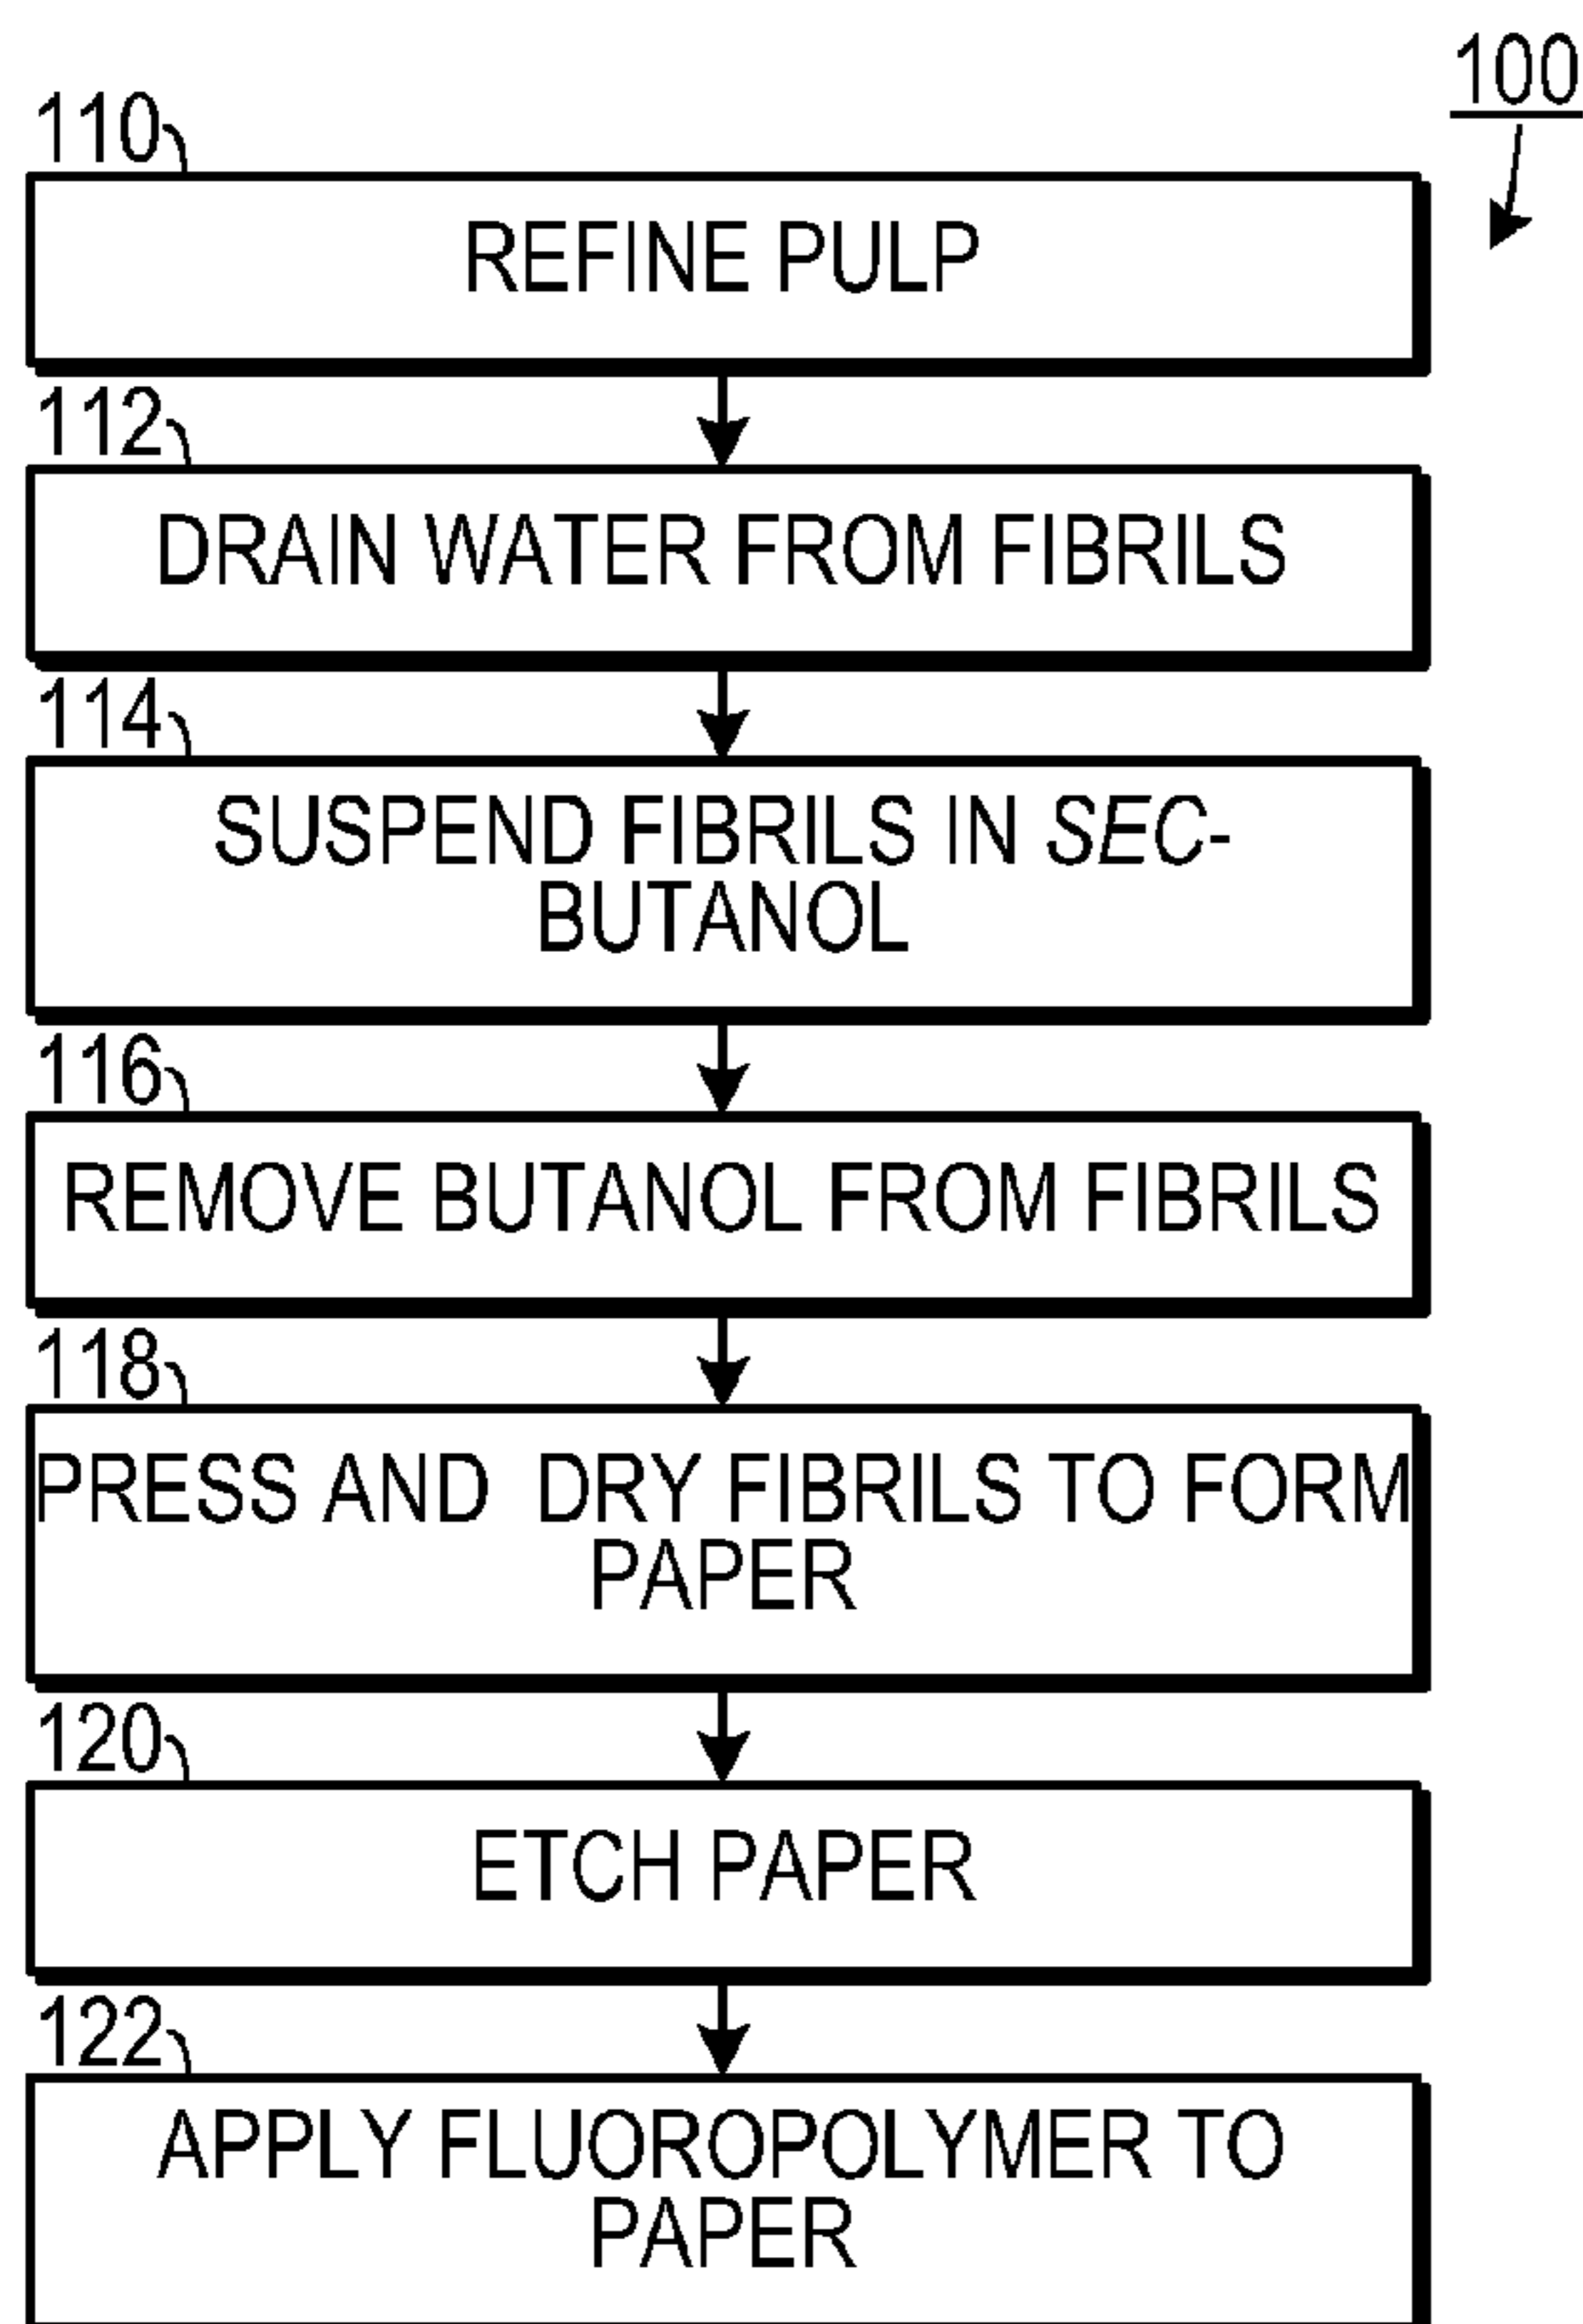 100
110
REFINE PULP
112
DRAIN WATER FROM FIBRILS
114
SUSPEND FIBRILS IN SEC-
BUTANOL
116
REMOVE BUTANOL FROM FIBRILS
118
PRESS AND DRY FIBRILS TO FORM
PAPER
120
ETCH PAPER
122
APPLY FLUOROPOLYMER TO
PAPER